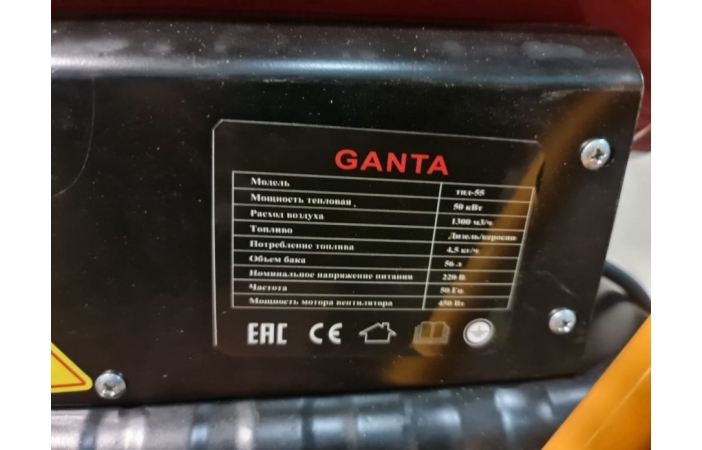 GANTA
Модель тпд-55
Мощность тепловая 50 кВт
Расход воздуха 1300 м3/ч
Топливо Дизель/керосин
Потребление топлива 4,5 кг/ч
Объем бака 56 л
Номинальное напряжение питания 220 В
Частота 50 Гц
Мощность мотора вентилятора 450 Вт
EAC CE